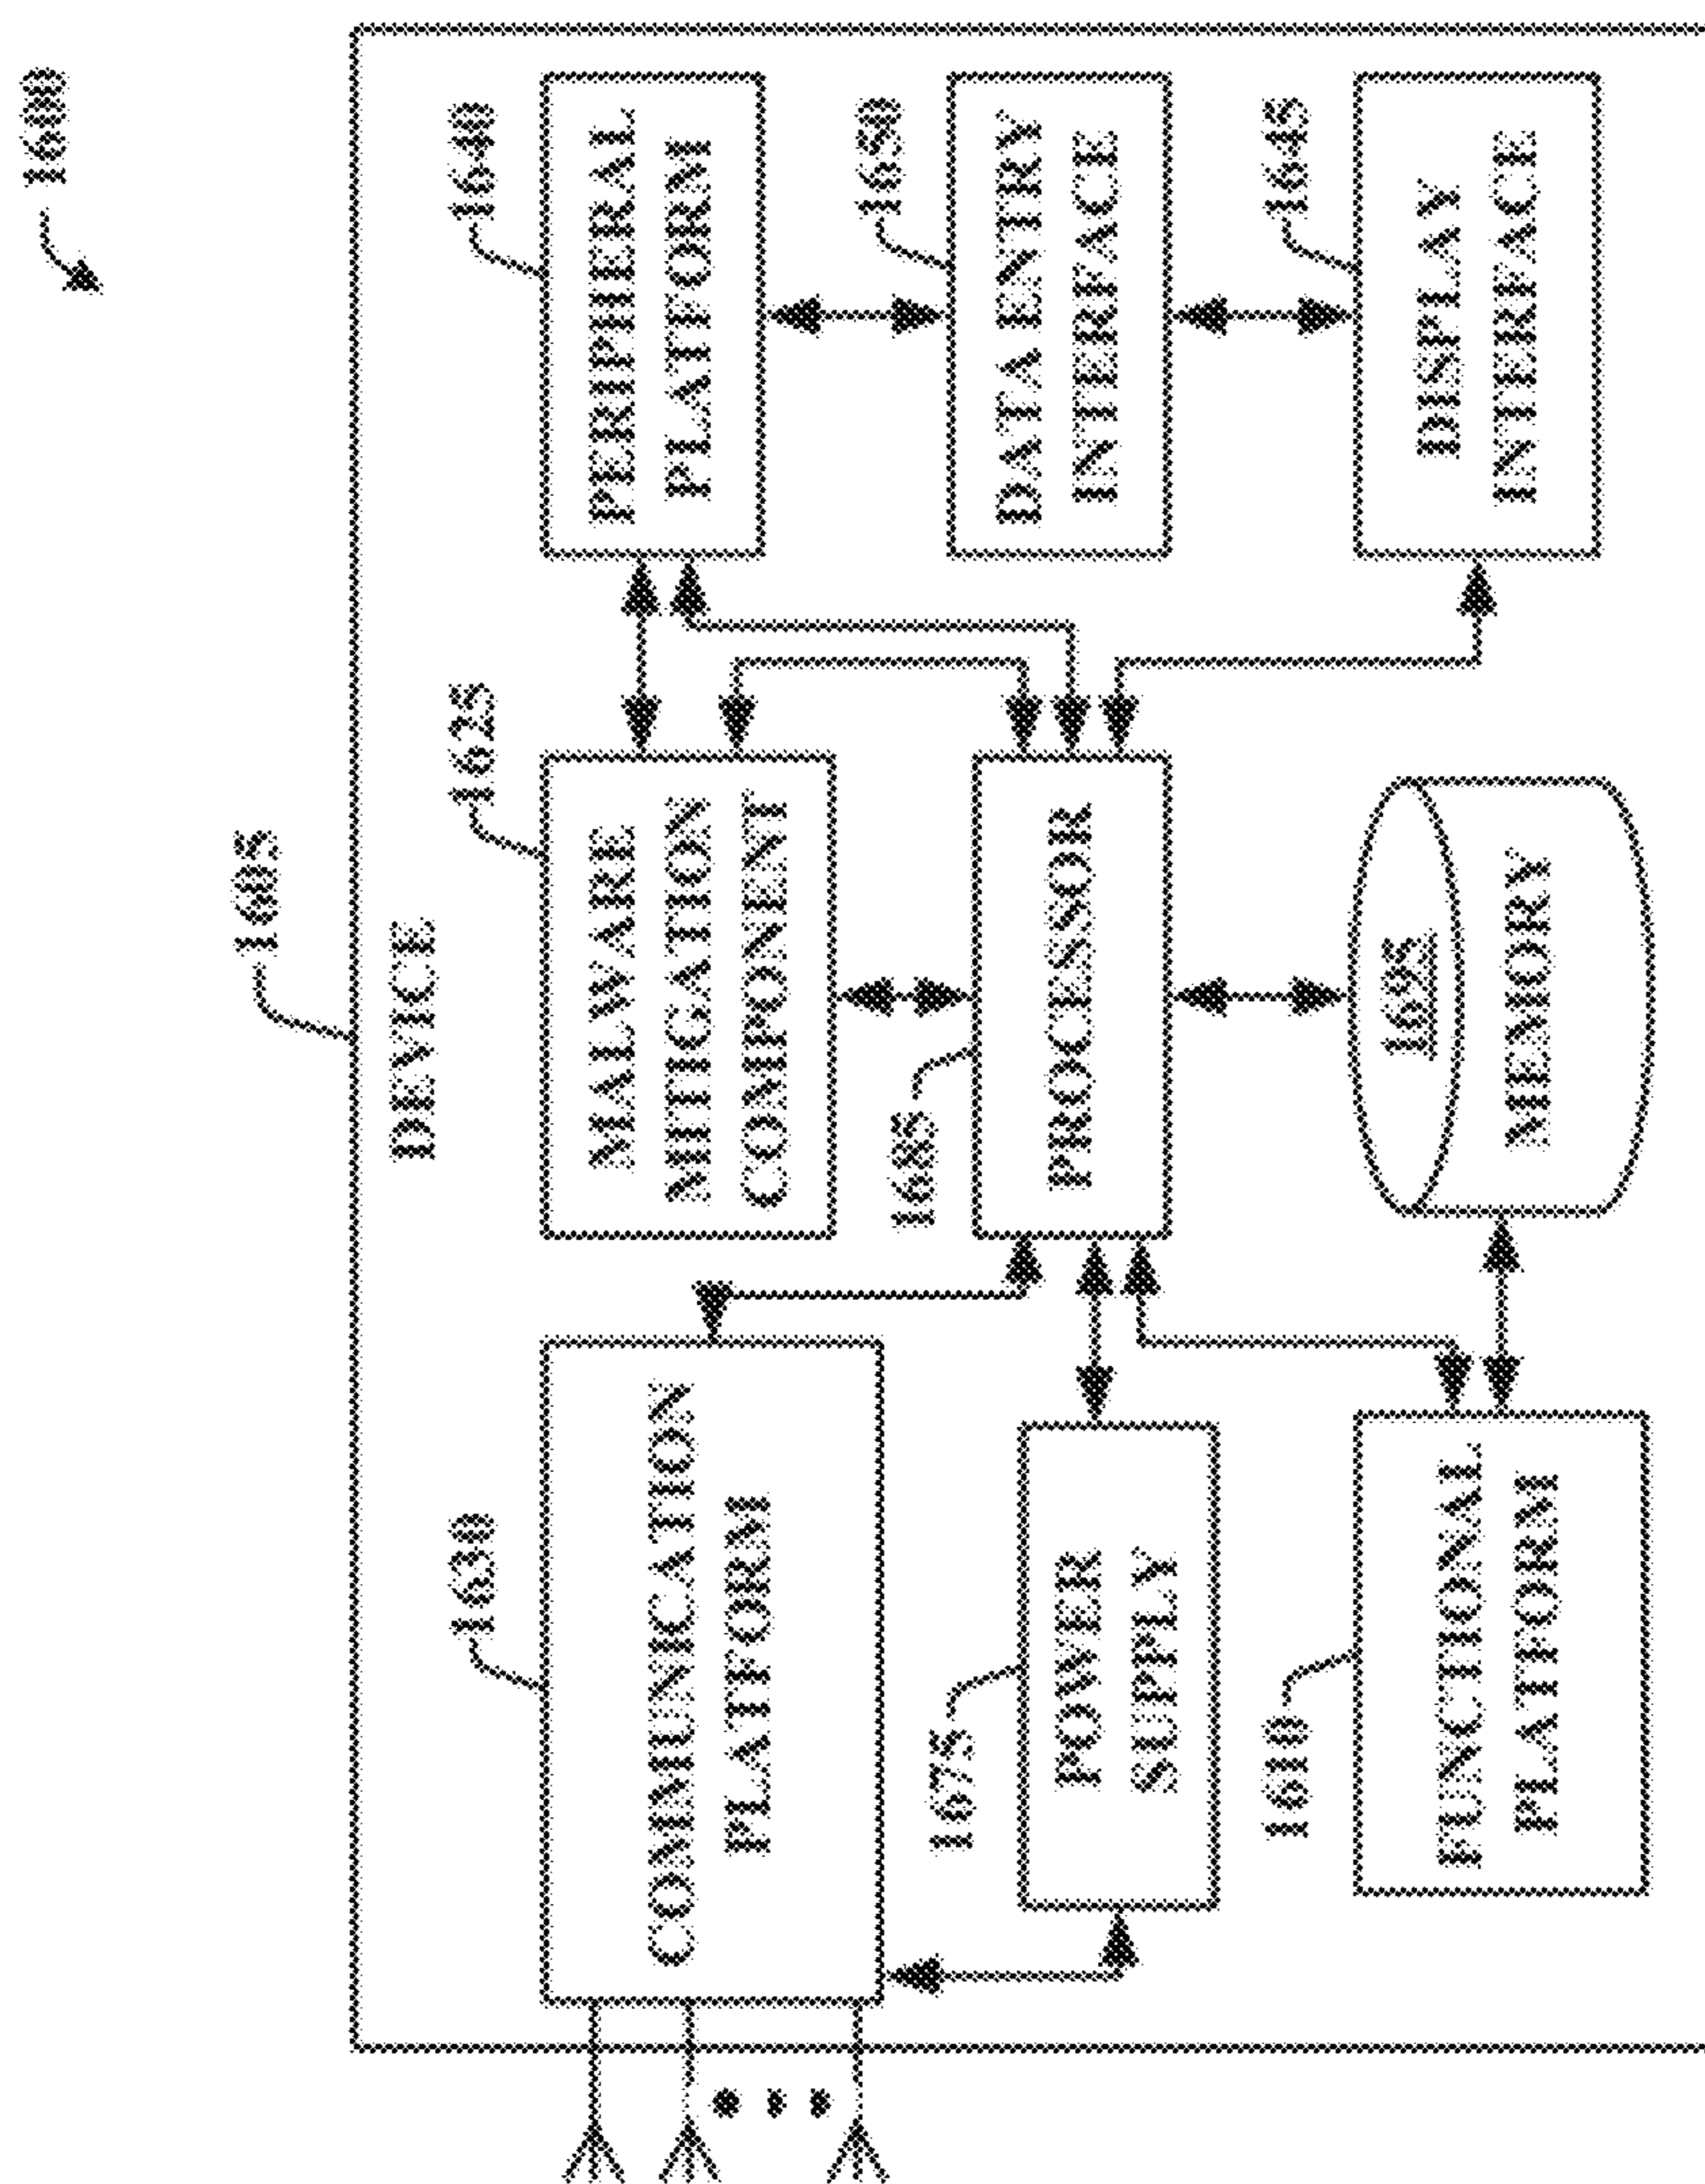 1600
1605
DEVICE
1630
COMMUNICATION
PLATFORM
1625
MALWARE
MITIGATION
COMPONENT
1640
PERIPHERAL
PLATFORM
1675
POWER
SUPPLY
1685
PROCESSOR
1650
DATA ENTRY
INTERFACE
1610
FUNCTIONAL
PLATFORM
1695
MEMORY
1645
DISPLAY
INTERFACE